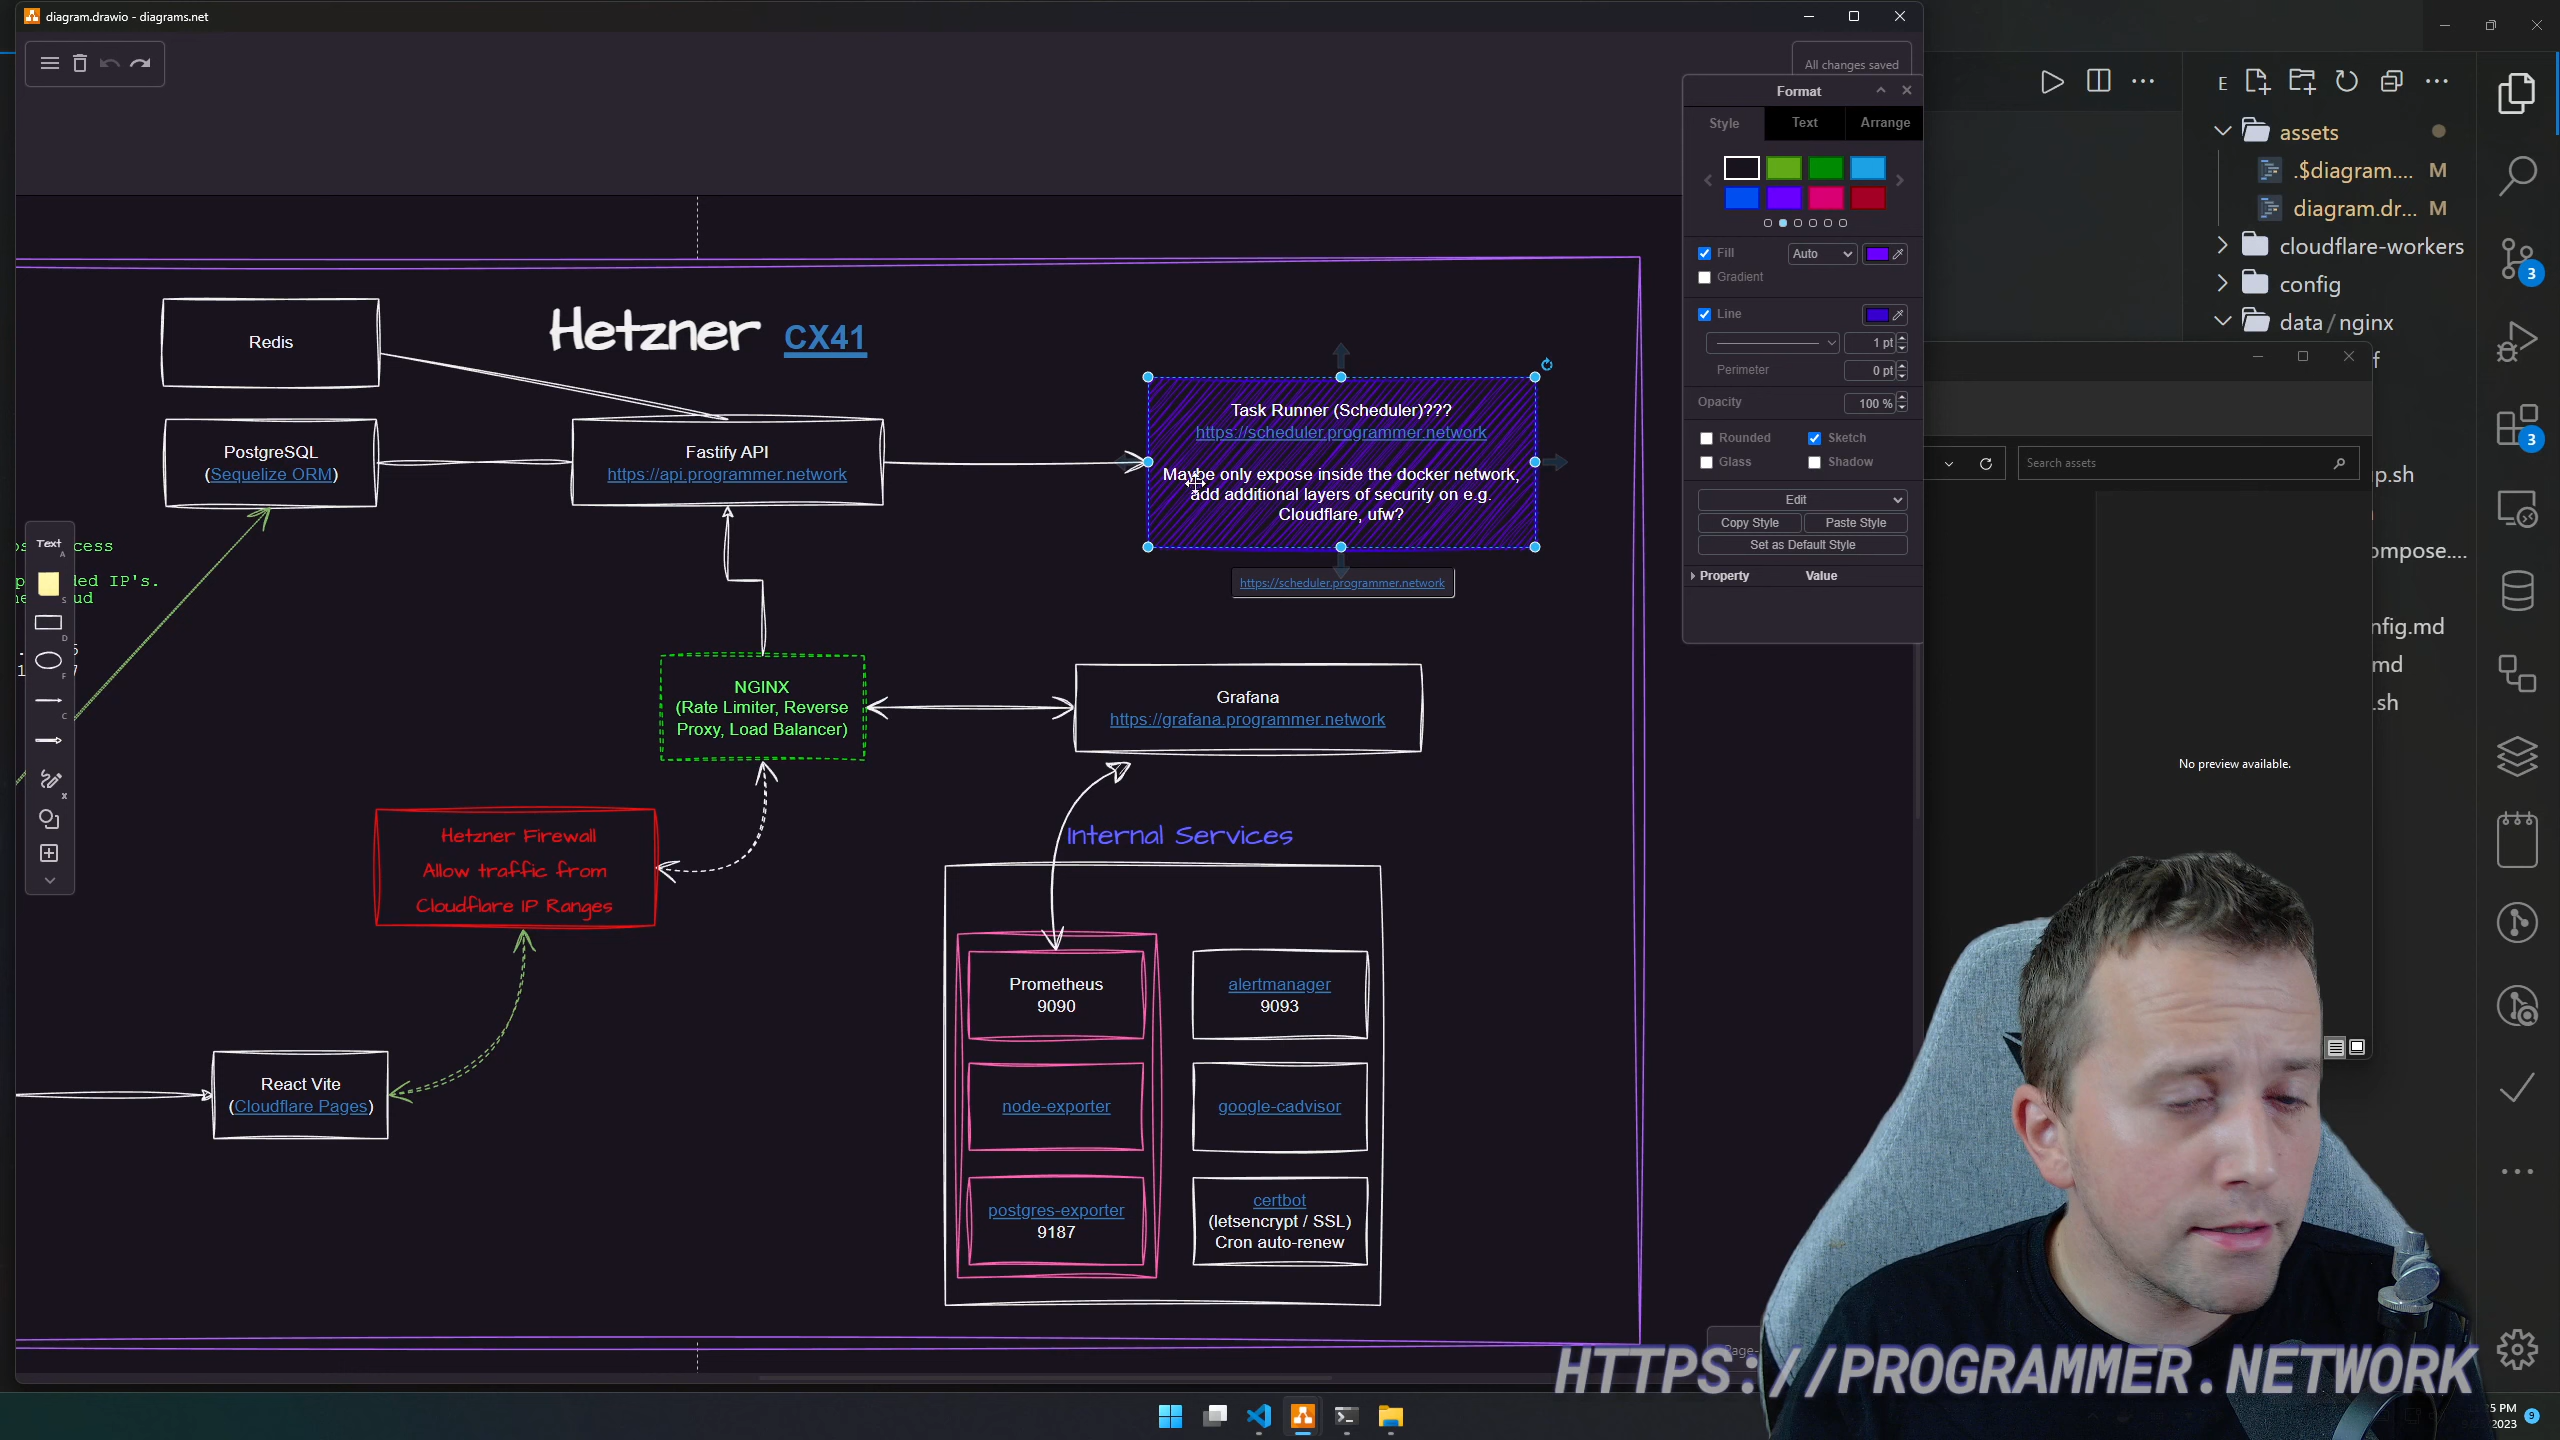 diagram.drawio - diagrams.net
All changes saved
Format
Style
Text
Arrange
Fill
Auto
Gradient
Line
1 pt
Perimeter
0 pt
Opacity
100 %
Rounded
Sketch
Glass
Shadow
Edit
Copy Style
Paste Style
Set as Default Style
Property
Value
Redis
Hetzner CX41
PostgreSQL
(Sequelize ORM)
Fastify API
https://api.programmer.network
Task Runner (Scheduler)???
https://scheduler.programmer.network
Maybe only expose inside the docker network,
add additional layers of security on e.g.
Cloudflare, ufw?
https://scheduler.programmer.network
Text
IP's.
NGINX
(Rate Limiter, Reverse
Proxy, Load Balancer)
Grafana
https://grafana.programmer.network
Hetzner Firewall
Allow traffic from
Cloudflare IP Ranges
Internal Services
Prometheus
9090
alertmanager
9093
node-exporter
google-cadvisor
postgres-exporter
9187
certbot
(letsencrypt / SSL)
Cron auto-renew
React Vite
(Cloudflare Pages)
E
assets
.$diagram.... M
diagram.dr... M
cloudflare-workers
config
data/nginx
3
3
Search assets
No preview available.
HTTPS://PROGRAMMER.NETWORK
PM
2023
9